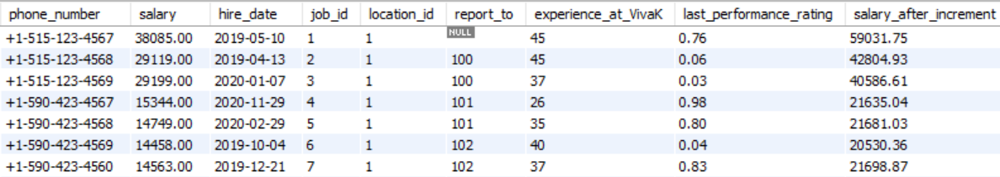 phone_number salary hire_date job_id location_id report_to experience_at_VivaK last_performance_rating salary_after_increment
+1-515-123-4567 38085.00 2019-05-10 1 1 NULL 45 0.76 59031.75
+1-515-123-4568 29119.00 2019-04-13 2 1 100 45 0.06 42804.93
+1-515-123-4569 29199.00 2020-01-07 3 1 100 37 0.03 40586.61
+1-590-423-4567 15344.00 2020-11-29 4 1 101 26 0.98 21635.04
+1-590-423-4568 14749.00 2020-02-29 5 1 101 35 0.80 21681.03
+1-590-423-4569 14458.00 2019-10-04 6 1 102 40 0.04 20530.36
+1-590-423-4560 14563.00 2019-12-21 7 1 102 37 0.83 21698.87